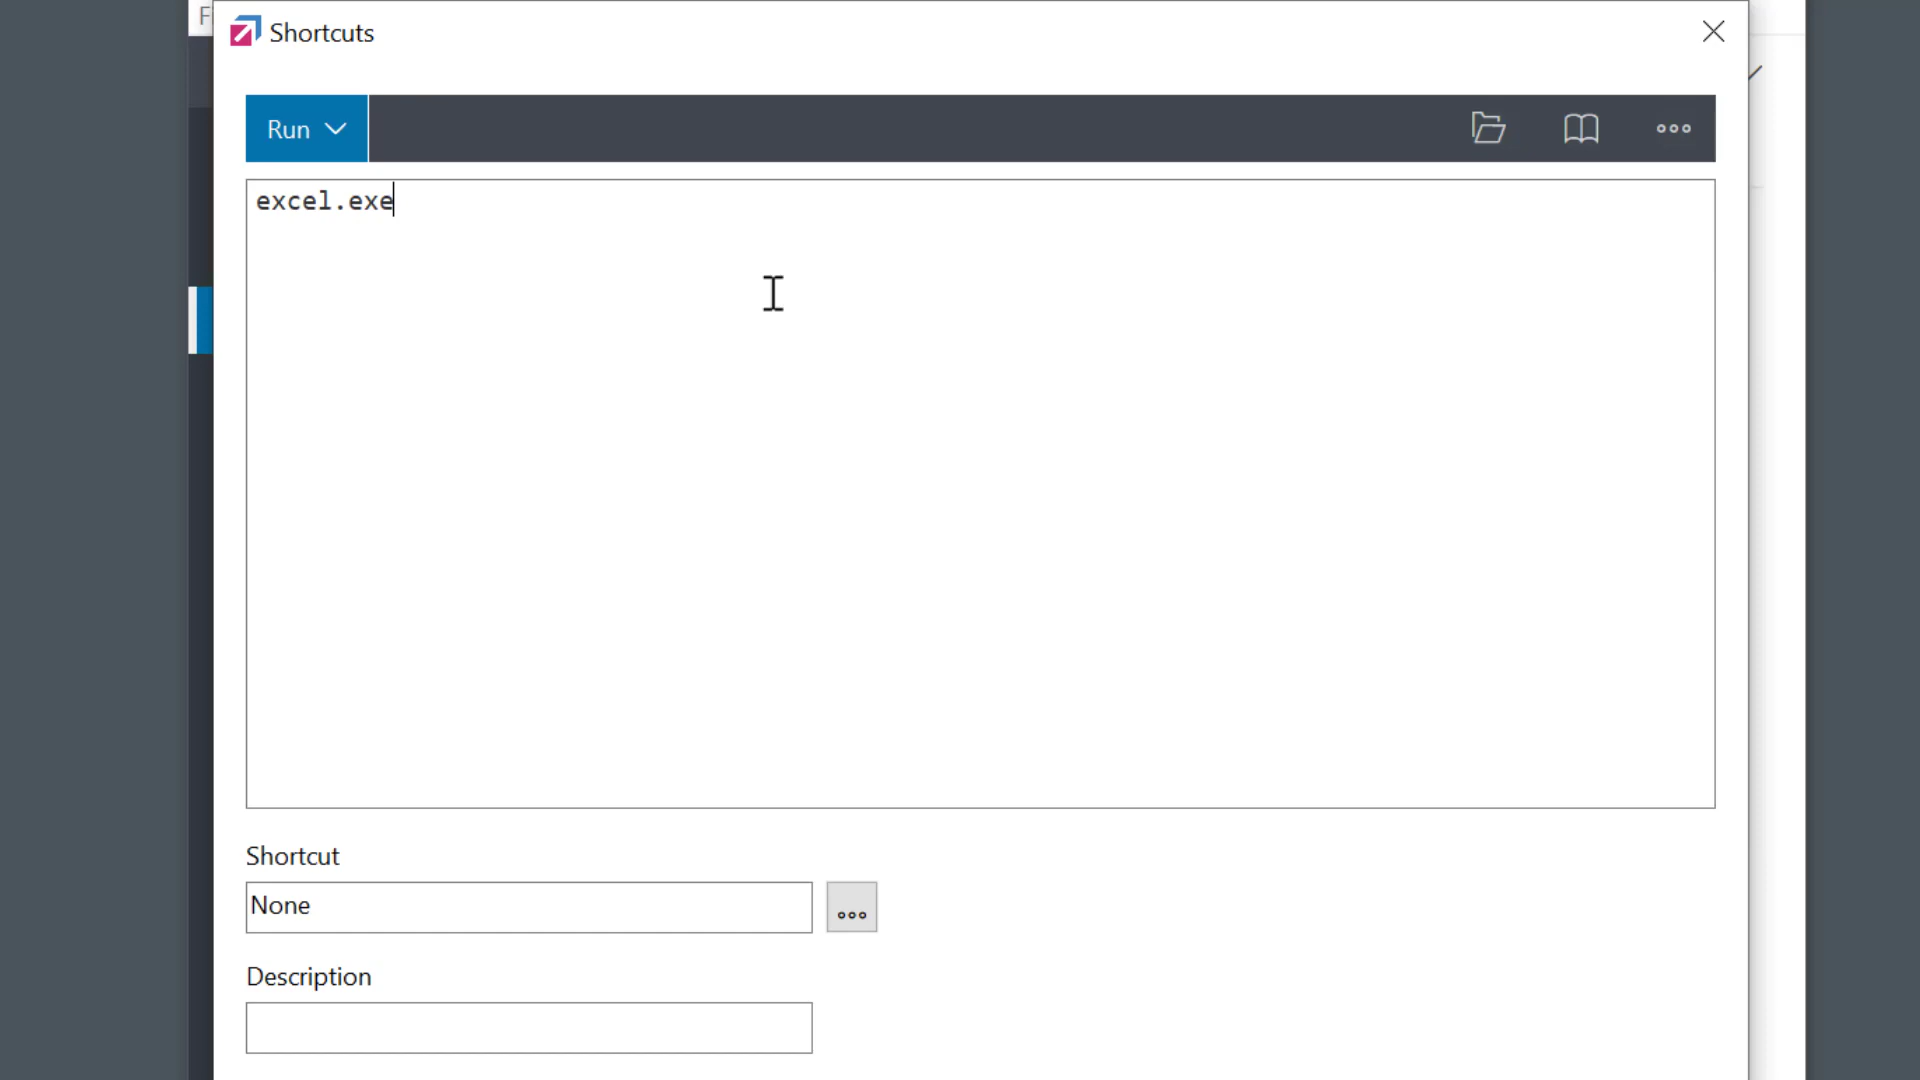 Shortcuts
Run
excel.exe
Shortcut
None
Description